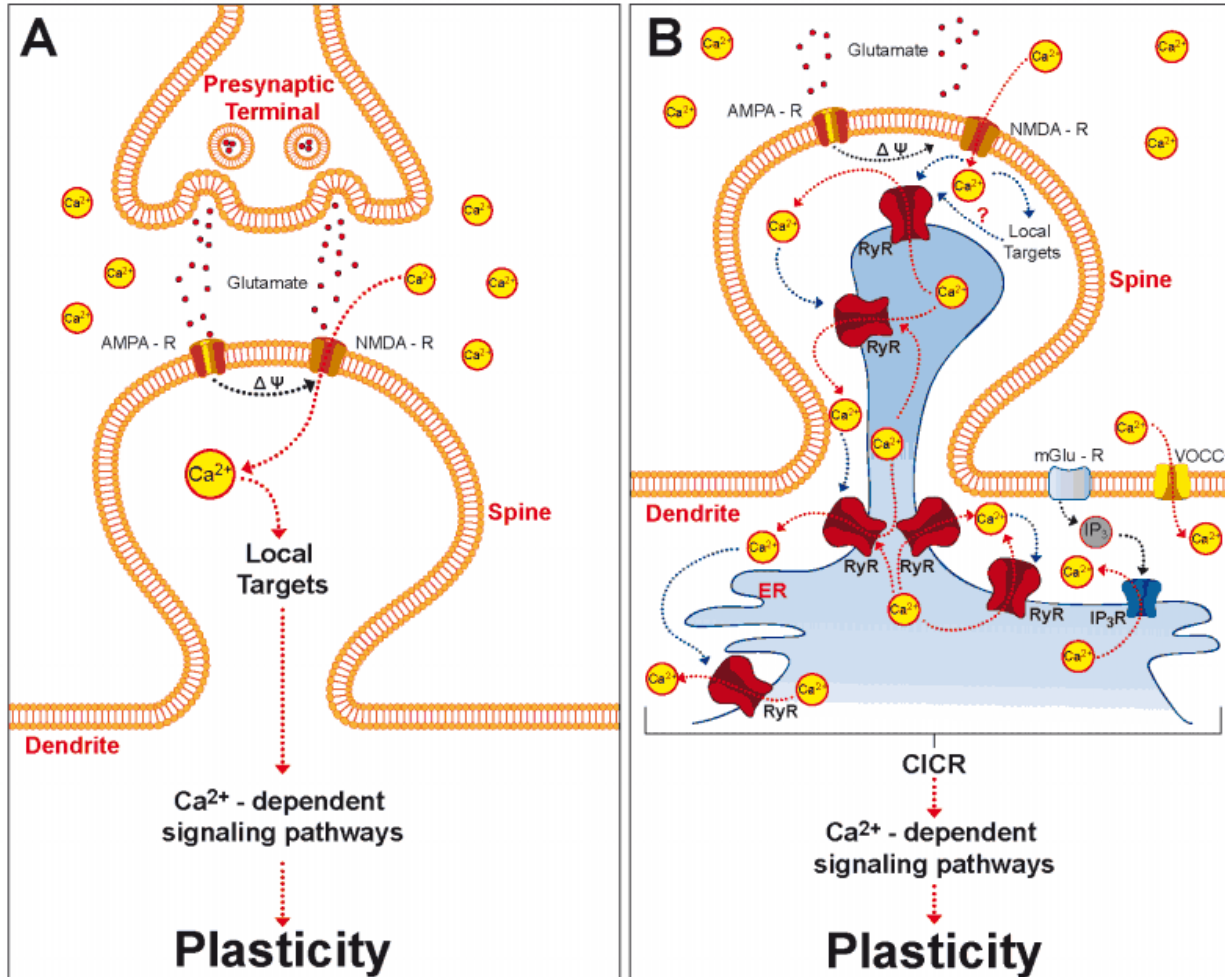 A
Presynaptic
Terminal
Ca2+
Ca2+
Ca2+
Ca2+
Ca2+
Ca2+
Ca2+
Glutamate
AMPA - R
NMDA - R
Δ Ψ
Ca2+
Local
Targets
Spine
Dendrite
Ca2+ - dependent
signaling pathways
Plasticity
B
Ca2+
Ca2+
Ca2+
Ca2+
Ca2+
Glutamate
AMPA - R
NMDA - R
Δ Ψ
Ca2+
?
Local
Targets
RyR
Ca2+
Ca2+
Spine
RyR
Ca2+
Ca2+
Ca2+
mGlu - R
VOCC
Dendrite
IP3
Ca2+
Ca2+
Ca2+
RyR
RyR
Ca2+
ER
Ca2+
RyR
IP3R
Ca2+
Ca2+
Ca2+
RyR
CICR
Ca2+ - dependent
signaling pathways
Plasticity